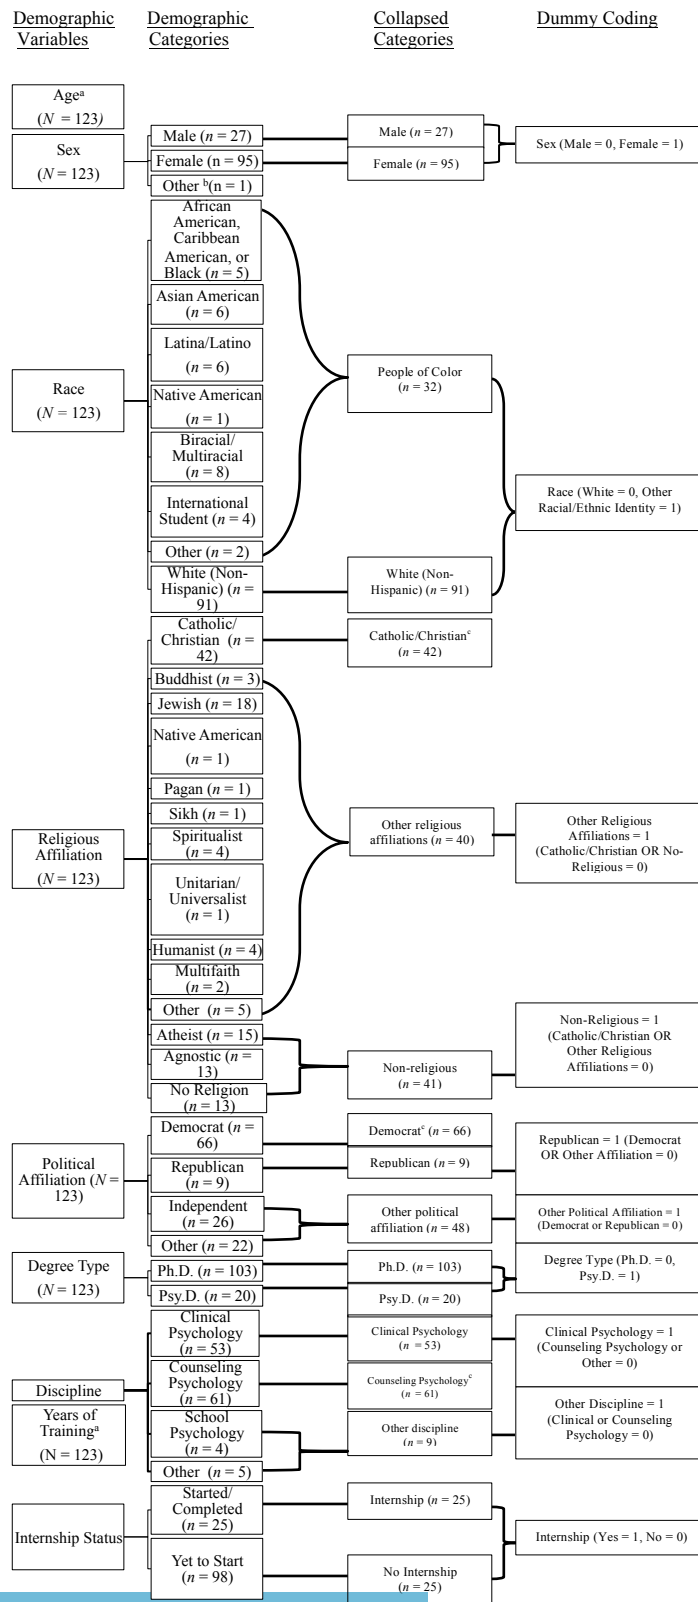 Demographic
Variables
Demographic
Categories
Collapsed
Categories
Dummy Coding
Ageᵃ
(N = 123)
Sex
(N = 123)
Male (n = 27)
Female (n = 95)
Other ᵇ(n = 1)
Male (n = 27)
Female (n = 95)
Sex (Male = 0, Female = 1)
Race
(N = 123)
African
American,
Caribbean
American, or
Black (n = 5)
Asian American
(n = 6)
Latina/Latino
(n = 6)
Native American
(n = 1)
Biracial/
Multiracial
(n = 8)
International
Student (n = 4)
Other (n = 2)
White (Non-
Hispanic) (n =
91)
People of Color
(n = 32)
White (Non-
Hispanic) (n = 91)
Race (White = 0, Other
Racial/Ethnic Identity = 1)
Religious
Affiliation
(N = 123)
Catholic/
Christian (n =
42)
Buddhist (n = 3)
Jewish (n = 18)
Native American
(n = 1)
Pagan (n = 1)
Sikh (n = 1)
Spiritualist
(n = 4)
Unitarian/
Universalist
(n = 1)
Humanist (n = 4)
Multifaith
(n = 2)
Other (n = 5)
Atheist (n = 15)
Agnostic (n =
13)
No Religion
(n = 13)
Catholic/Christianᶜ
(n = 42)
Other religious
affiliations (n = 40)
Non-religious
(n = 41)
Other Religious
Affiliations = 1
(Catholic/Christian OR No-
Religious = 0)
Non-Religious = 1
(Catholic/Christian OR
Other Religious
Affiliations = 0)
Political
Affiliation (N =
123)
Democrat (n =
66)
Republican
(n = 9)
Independent
(n = 26)
Other (n = 22)
Democratᶜ (n = 66)
Republican (n = 9)
Other political
affiliation (n = 48)
Republican = 1 (Democrat
OR Other Affiliation = 0)
Other Political Affiliation = 1
(Democrat or Republican = 0)
Degree Type
(N = 123)
Ph.D. (n = 103)
Psy.D. (n = 20)
Ph.D. (n = 103)
Psy.D. (n = 20)
Degree Type (Ph.D. = 0,
Psy.D. = 1)
Discipline
Clinical
Psychology
(n = 53)
Counseling
Psychology
(n = 61)
School
Psychology
(n = 4)
Other (n = 5)
Clinical Psychology
(n = 53)
Counseling Psychologyᶜ
(n = 61)
Other discipline
(n = 9)
Clinical Psychology = 1
(Counseling Psychology or
Other = 0)
Other Discipline = 1
(Clinical or Counseling
Psychology = 0)
Years of
Trainingᵃ
(N = 123)
Internship Status
Started/
Completed
(n = 25)
Yet to Start
(n = 98)
Internship (n = 25)
No Internship
(n = 25)
Internship (Yes = 1, No = 0)